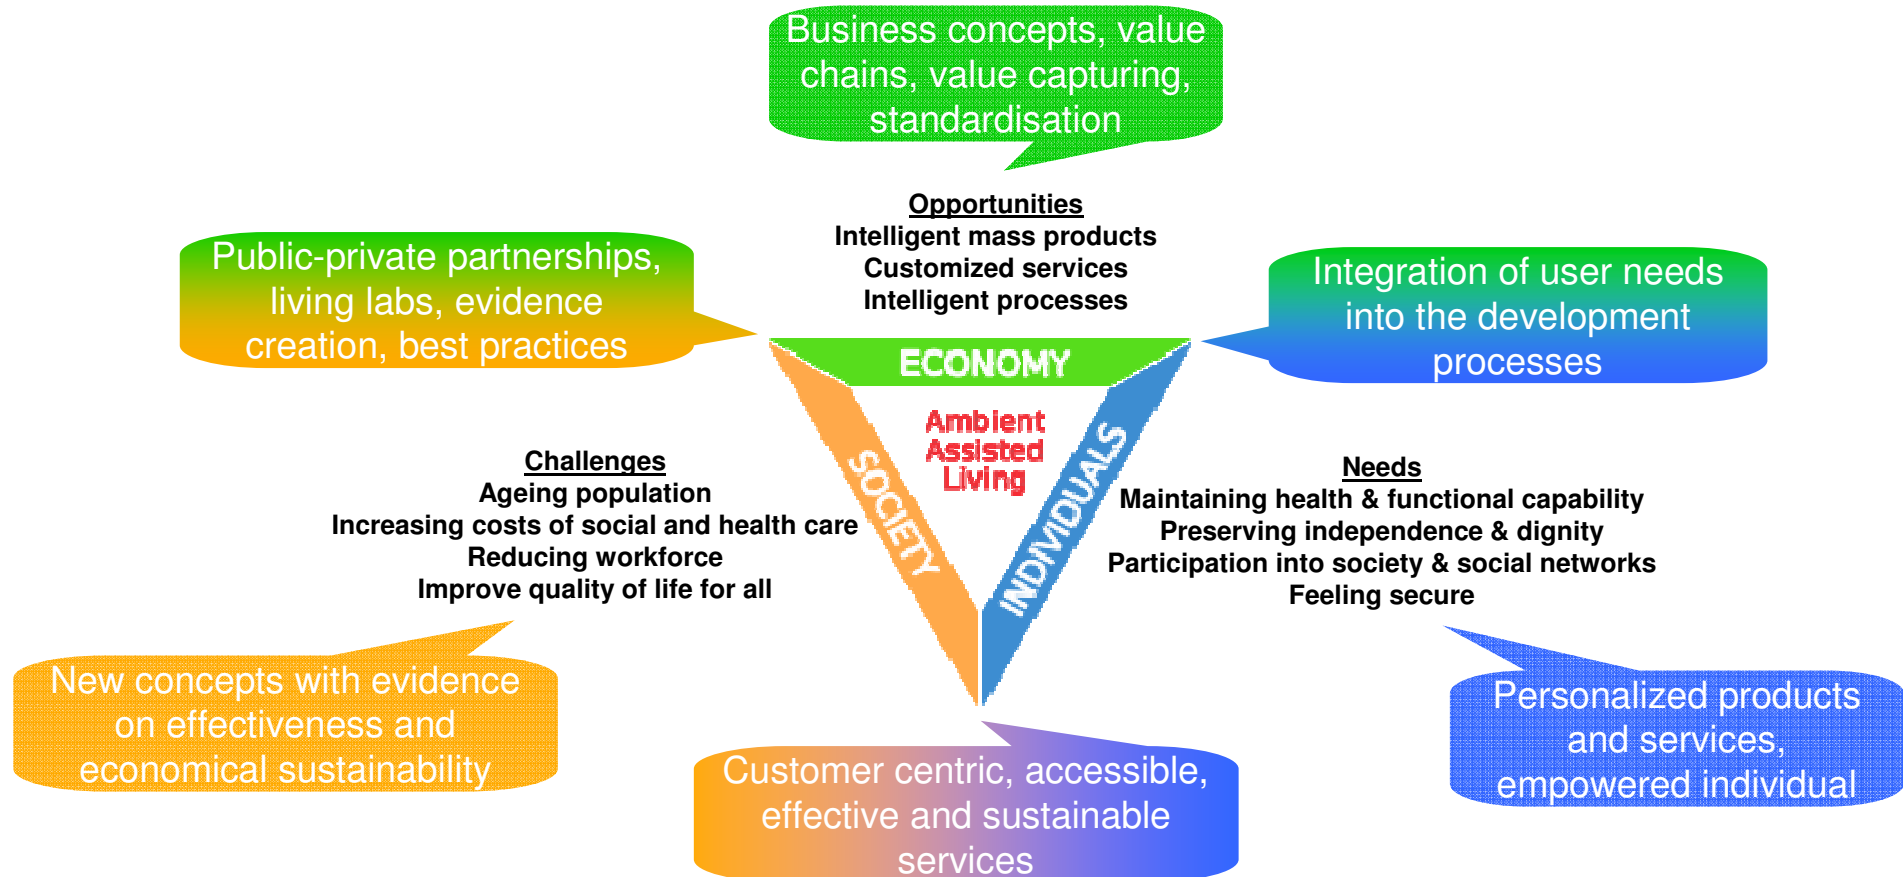 Business concepts, value
chains, value capturing,
standardisation
Opportunities
Intelligent mass products
Customized services
Intelligent processes
Public-private partnerships,
living labs, evidence
creation, best practices
Integration of user needs
into the development
processes
ECONOMY
Ambient
Assisted
Living
SOCIETY
INDIVIDUALS
Challenges
Ageing population
Increasing costs of social and health care
Reducing workforce
Improve quality of life for all
Needs
Maintaining health & functional capability
Preserving independence & dignity
Participation into society & social networks
Feeling secure
New concepts with evidence
on effectiveness and
economical sustainability
Customer centric, accessible,
effective and sustainable
services
Personalized products
and services,
empowered individual